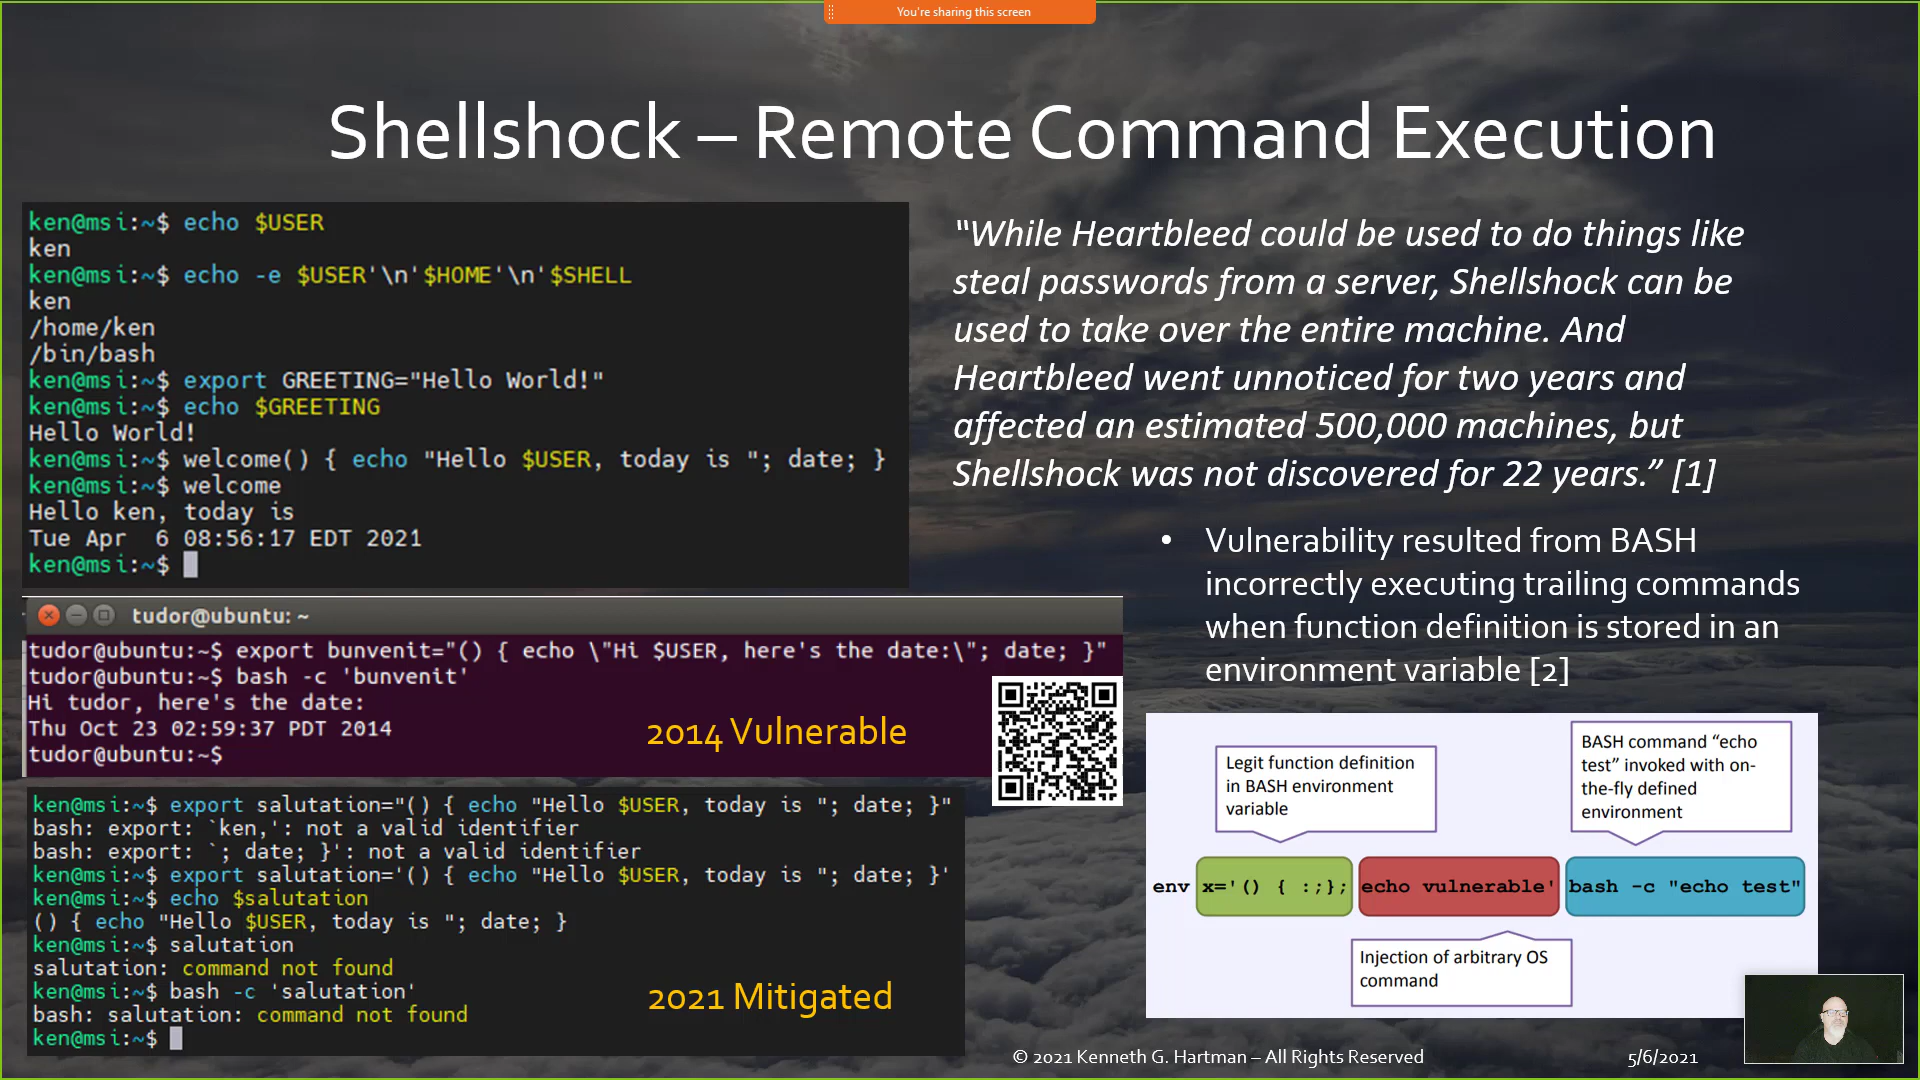 You're sharing this screen
Shellshock – Remote Command Execution
ken@msi:~$ echo $USER
ken
ken@msi:~$ echo -e $USER'\n'$HOME'\n'$SHELL
ken
/home/ken
/bin/bash
ken@msi:~$ export GREETING="Hello World!"
ken@msi:~$ echo $GREETING
Hello World!
ken@msi:~$ welcome() { echo "Hello $USER, today is "; date; }
ken@msi:~$ welcome
Hello ken, today is
Tue Apr  6 08:56:17 EDT 2021
ken@msi:~$
tudor@ubuntu: ~
tudor@ubuntu:~$ export bunvenit="() { echo \"Hi $USER, here's the date:\"; date; }"
tudor@ubuntu:~$ bash -c 'bunvenit'
Hi tudor, here's the date:
Thu Oct 23 02:59:37 PDT 2014
tudor@ubuntu:~$
2014 Vulnerable
ken@msi:~$ export salutation="() { echo "Hello $USER, today is "; date; }"
bash: export: `ken,': not a valid identifier
bash: export: `; date; }': not a valid identifier
ken@msi:~$ export salutation='() { echo "Hello $USER, today is "; date; }'
ken@msi:~$ echo $salutation
() { echo "Hello $USER, today is "; date; }
ken@msi:~$ salutation
salutation: command not found
ken@msi:~$ bash -c 'salutation'
bash: salutation: command not found
ken@msi:~$
2021 Mitigated
“While Heartbleed could be used to do things like
steal passwords from a server, Shellshock can be
used to take over the entire machine. And
Heartbleed went unnoticed for two years and
affected an estimated 500,000 machines, but
Shellshock was not discovered for 22 years.” [1]
• Vulnerability resulted from BASH
incorrectly executing trailing commands
when function definition is stored in an
environment variable [2]
Legit function definition
in BASH environment
variable
BASH command “echo
test” invoked with on-
the-fly defined
environment
env x='() { :;}; echo vulnerable' bash -c "echo test"
Injection of arbitrary OS
command
© 2021 Kenneth G. Hartman – All Rights Reserved
5/6/2021